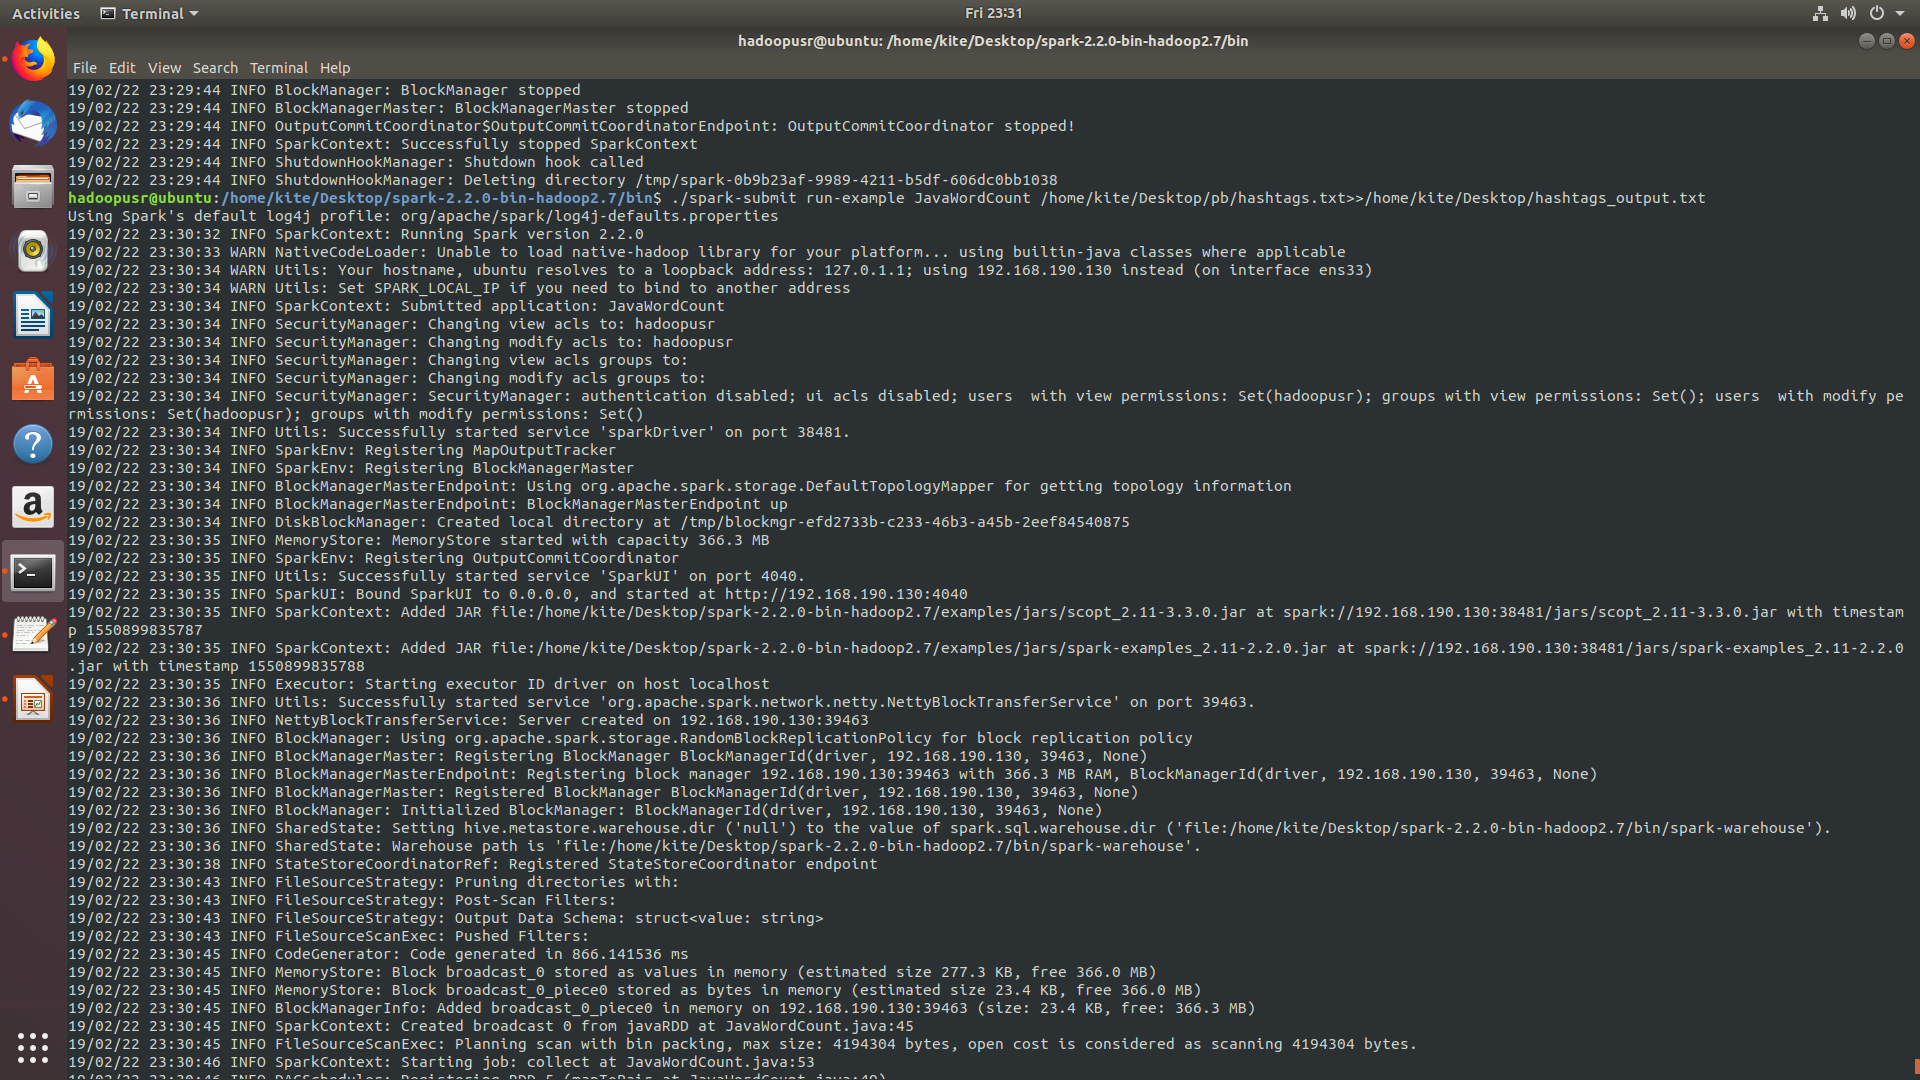 Activities Terminal Fri 23:31
hadoopusr@ubuntu: /home/kite/Desktop/spark-2.2.0-bin-hadoop2.7/bin
File Edit View Search Terminal Help
19/02/22 23:29:44 INFO BlockManager: BlockManager stopped
19/02/22 23:29:44 INFO BlockManagerMaster: BlockManagerMaster stopped
19/02/22 23:29:44 INFO OutputCommitCoordinator$OutputCommitCoordinatorEndpoint: OutputCommitCoordinator stopped!
19/02/22 23:29:44 INFO SparkContext: Successfully stopped SparkContext
19/02/22 23:29:44 INFO ShutdownHookManager: Shutdown hook called
19/02/22 23:29:44 INFO ShutdownHookManager: Deleting directory /tmp/spark-0b9b23af-9989-4211-b5df-606dc0bb1038
hadoopusr@ubuntu:/home/kite/Desktop/spark-2.2.0-bin-hadoop2.7/bin$ ./spark-submit run-example JavaWordCount /home/kite/Desktop/pb/hashtags.txt>>/home/kite/Desktop/hashtags_output.txt
Using Spark's default log4j profile: org/apache/spark/log4j-defaults.properties
19/02/22 23:30:32 INFO SparkContext: Running Spark version 2.2.0
19/02/22 23:30:33 WARN NativeCodeLoader: Unable to load native-hadoop library for your platform... using builtin-java classes where applicable
19/02/22 23:30:34 WARN Utils: Your hostname, ubuntu resolves to a loopback address: 127.0.1.1; using 192.168.190.130 instead (on interface ens33)
19/02/22 23:30:34 WARN Utils: Set SPARK_LOCAL_IP if you need to bind to another address
19/02/22 23:30:34 INFO SparkContext: Submitted application: JavaWordCount
19/02/22 23:30:34 INFO SecurityManager: Changing view acls to: hadoopusr
19/02/22 23:30:34 INFO SecurityManager: Changing modify acls to: hadoopusr
19/02/22 23:30:34 INFO SecurityManager: Changing view acls groups to:
19/02/22 23:30:34 INFO SecurityManager: Changing modify acls groups to:
19/02/22 23:30:34 INFO SecurityManager: SecurityManager: authentication disabled; ui acls disabled; users  with view permissions: Set(hadoopusr); groups with view permissions: Set(); users  with modify pe
rmissions: Set(hadoopusr); groups with modify permissions: Set()
19/02/22 23:30:34 INFO Utils: Successfully started service 'sparkDriver' on port 38481.
19/02/22 23:30:34 INFO SparkEnv: Registering MapOutputTracker
19/02/22 23:30:34 INFO SparkEnv: Registering BlockManagerMaster
19/02/22 23:30:34 INFO BlockManagerMasterEndpoint: Using org.apache.spark.storage.DefaultTopologyMapper for getting topology information
19/02/22 23:30:34 INFO BlockManagerMasterEndpoint: BlockManagerMasterEndpoint up
19/02/22 23:30:34 INFO DiskBlockManager: Created local directory at /tmp/blockmgr-efd2733b-c233-46b3-a45b-2eef84540875
19/02/22 23:30:35 INFO MemoryStore: MemoryStore started with capacity 366.3 MB
19/02/22 23:30:35 INFO SparkEnv: Registering OutputCommitCoordinator
19/02/22 23:30:35 INFO Utils: Successfully started service 'SparkUI' on port 4040.
19/02/22 23:30:35 INFO SparkUI: Bound SparkUI to 0.0.0.0, and started at http://192.168.190.130:4040
19/02/22 23:30:35 INFO SparkContext: Added JAR file:/home/kite/Desktop/spark-2.2.0-bin-hadoop2.7/examples/jars/scopt_2.11-3.3.0.jar at spark://192.168.190.130:38481/jars/scopt_2.11-3.3.0.jar with timestam
p 1550899835787
19/02/22 23:30:35 INFO SparkContext: Added JAR file:/home/kite/Desktop/spark-2.2.0-bin-hadoop2.7/examples/jars/spark-examples_2.11-2.2.0.jar at spark://192.168.190.130:38481/jars/spark-examples_2.11-2.2.0
.jar with timestamp 1550899835788
19/02/22 23:30:35 INFO Executor: Starting executor ID driver on host localhost
19/02/22 23:30:36 INFO Utils: Successfully started service 'org.apache.spark.network.netty.NettyBlockTransferService' on port 39463.
19/02/22 23:30:36 INFO NettyBlockTransferService: Server created on 192.168.190.130:39463
19/02/22 23:30:36 INFO BlockManager: Using org.apache.spark.storage.RandomBlockReplicationPolicy for block replication policy
19/02/22 23:30:36 INFO BlockManagerMaster: Registering BlockManager BlockManagerId(driver, 192.168.190.130, 39463, None)
19/02/22 23:30:36 INFO BlockManagerMasterEndpoint: Registering block manager 192.168.190.130:39463 with 366.3 MB RAM, BlockManagerId(driver, 192.168.190.130, 39463, None)
19/02/22 23:30:36 INFO BlockManagerMaster: Registered BlockManager BlockManagerId(driver, 192.168.190.130, 39463, None)
19/02/22 23:30:36 INFO BlockManager: Initialized BlockManager: BlockManagerId(driver, 192.168.190.130, 39463, None)
19/02/22 23:30:36 INFO SharedState: Setting hive.metastore.warehouse.dir ('null') to the value of spark.sql.warehouse.dir ('file:/home/kite/Desktop/spark-2.2.0-bin-hadoop2.7/bin/spark-warehouse').
19/02/22 23:30:36 INFO SharedState: Warehouse path is 'file:/home/kite/Desktop/spark-2.2.0-bin-hadoop2.7/bin/spark-warehouse'.
19/02/22 23:30:38 INFO StateStoreCoordinatorRef: Registered StateStoreCoordinator endpoint
19/02/22 23:30:43 INFO FileSourceStrategy: Pruning directories with:
19/02/22 23:30:43 INFO FileSourceStrategy: Post-Scan Filters:
19/02/22 23:30:43 INFO FileSourceStrategy: Output Data Schema: struct<value: string>
19/02/22 23:30:43 INFO FileSourceScanExec: Pushed Filters:
19/02/22 23:30:45 INFO CodeGenerator: Code generated in 866.141536 ms
19/02/22 23:30:45 INFO MemoryStore: Block broadcast_0 stored as values in memory (estimated size 277.3 KB, free 366.0 MB)
19/02/22 23:30:45 INFO MemoryStore: Block broadcast_0_piece0 stored as bytes in memory (estimated size 23.4 KB, free 366.0 MB)
19/02/22 23:30:45 INFO BlockManagerInfo: Added broadcast_0_piece0 in memory on 192.168.190.130:39463 (size: 23.4 KB, free: 366.3 MB)
19/02/22 23:30:45 INFO SparkContext: Created broadcast 0 from javaRDD at JavaWordCount.java:45
19/02/22 23:30:45 INFO FileSourceScanExec: Planning scan with bin packing, max size: 4194304 bytes, open cost is considered as scanning 4194304 bytes.
19/02/22 23:30:46 INFO SparkContext: Starting job: collect at JavaWordCount.java:53
19/02/22 23:30:46 INFO DAGScheduler: Registering RDD 5 (mapToPair at JavaWordCount.java:49)